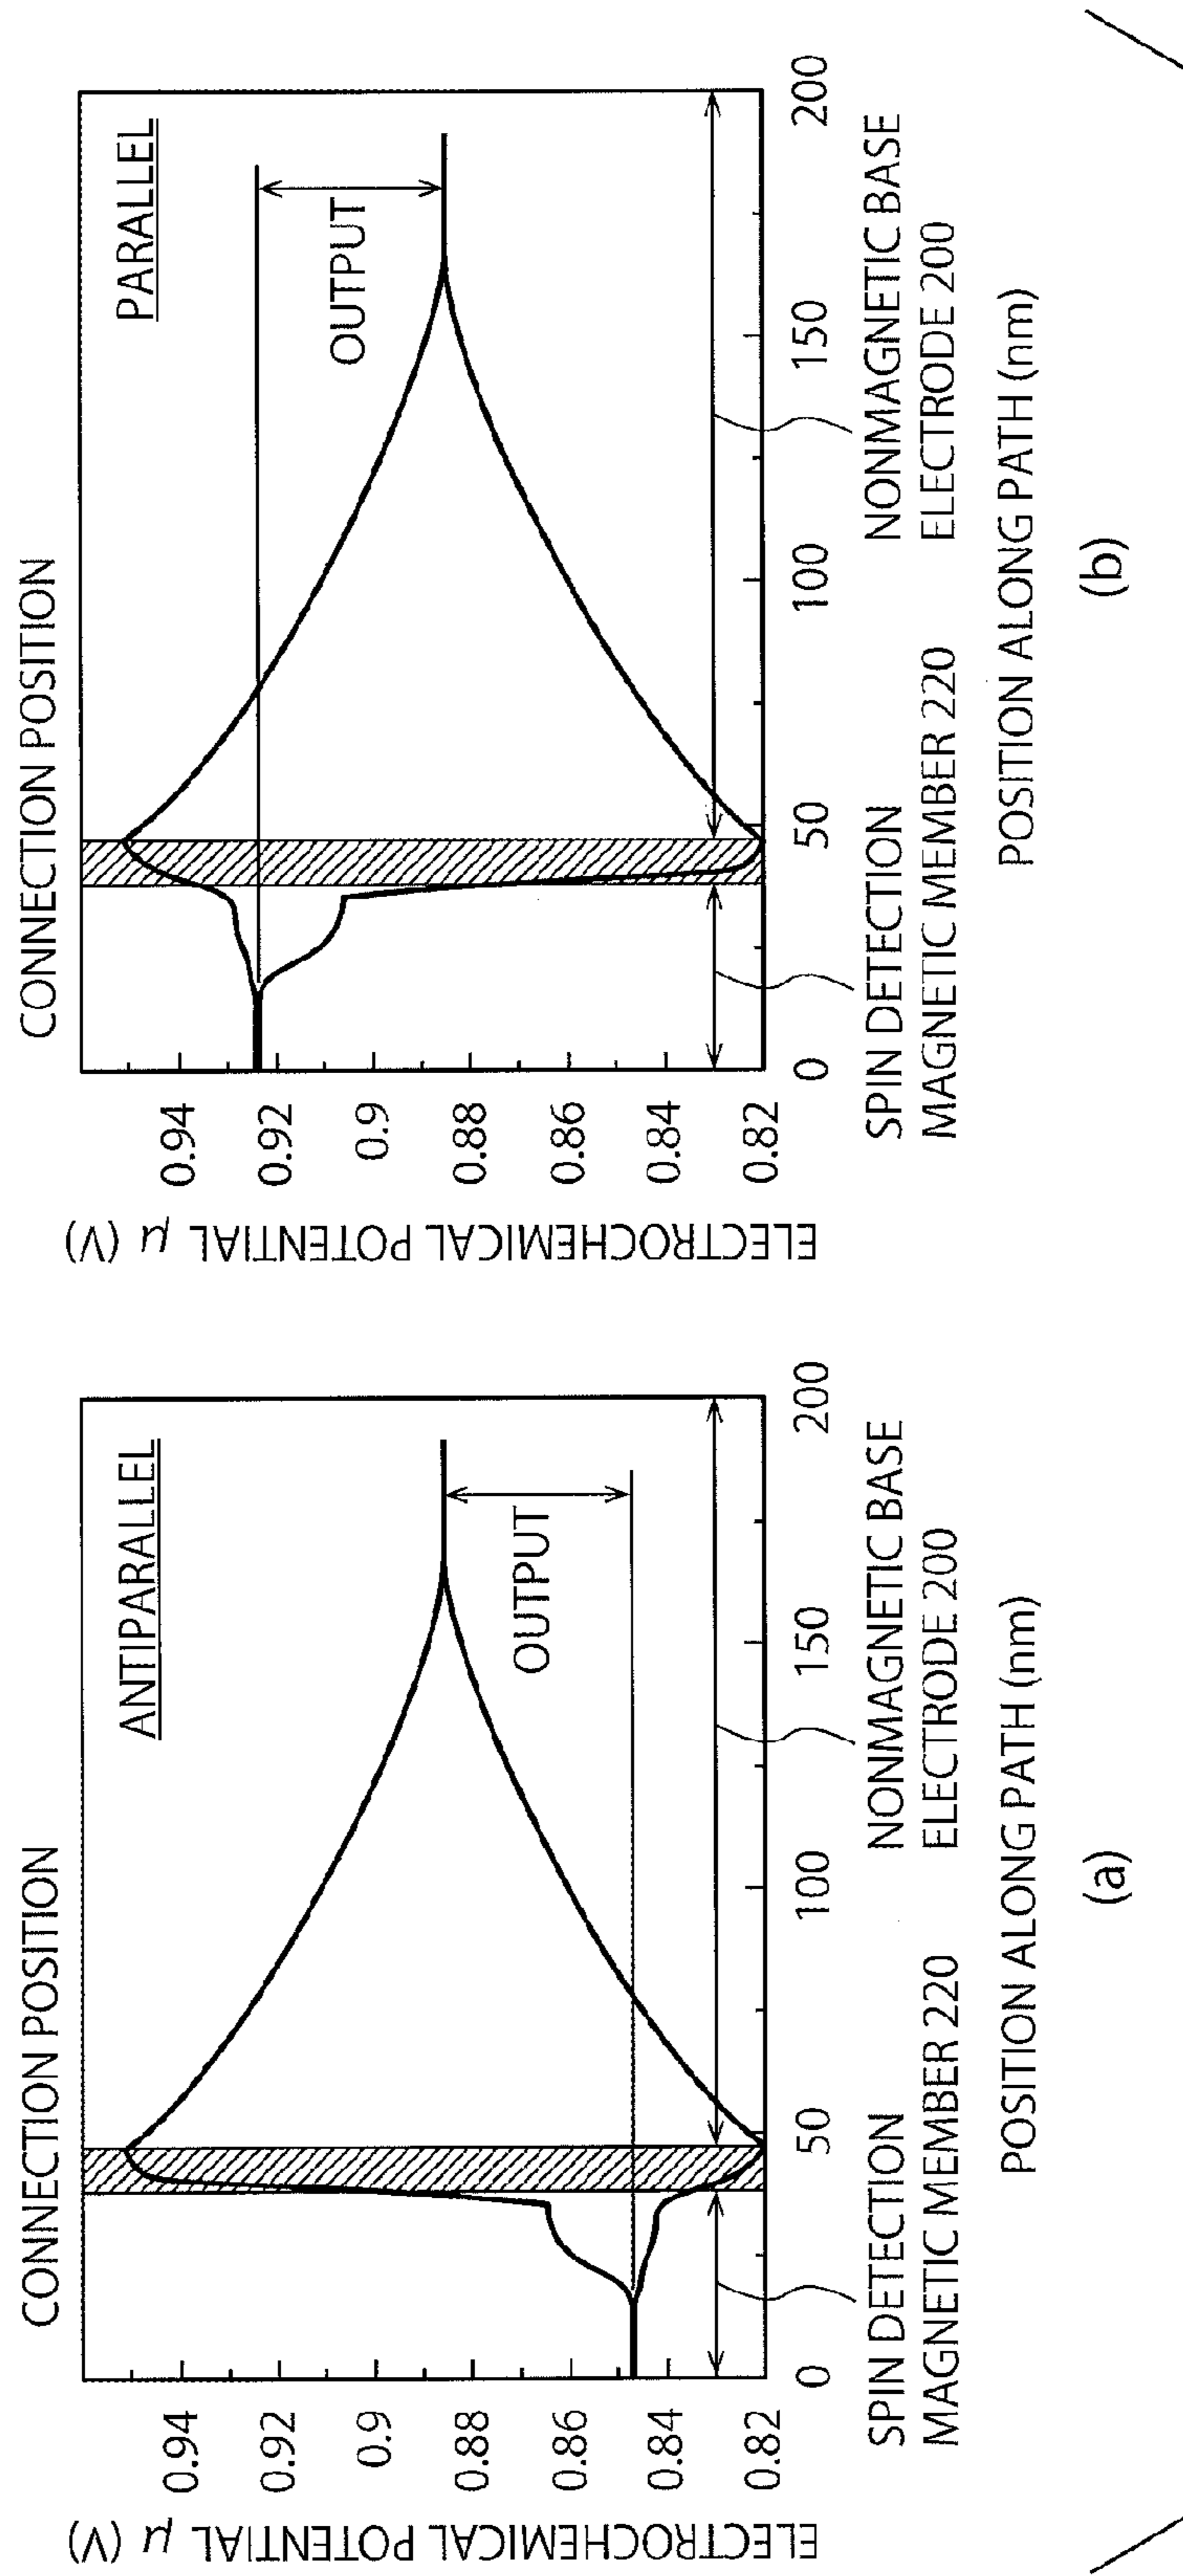 CONNECTION POSITION
ANTIPARALLEL
OUTPUT
ELECTROCHEMICAL POTENTIAL μ (V)
0.94
0.92
0.9
0.88
0.86
0.84
0.82
0
50
100
150
200
SPIN DETECTION
MAGNETIC MEMBER 220
NONMAGNETIC BASE
ELECTRODE 200
POSITION ALONG PATH (nm)
(a)
CONNECTION POSITION
PARALLEL
OUTPUT
ELECTROCHEMICAL POTENTIAL μ (V)
0.94
0.92
0.9
0.88
0.86
0.84
0.82
0
50
100
150
200
SPIN DETECTION
MAGNETIC MEMBER 220
NONMAGNETIC BASE
ELECTRODE 200
POSITION ALONG PATH (nm)
(b)